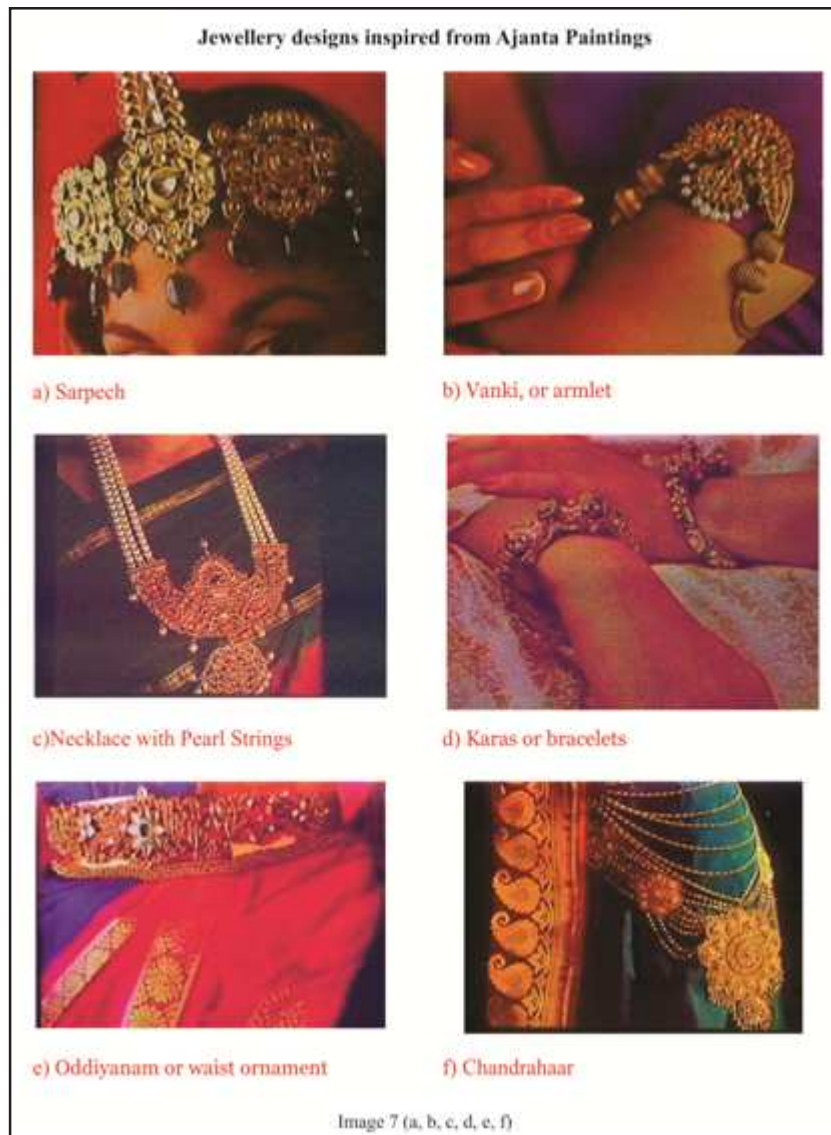 Jewellery designs inspired from Ajanta Paintings
a) Sarpech
b) Vanki, or armlet
c)Necklace with Pearl Strings
d) Karas or bracelets
e) Oddiyanam or waist ornament
f) Chandrahaar
Image 7 (a, b, c, d, e, f)